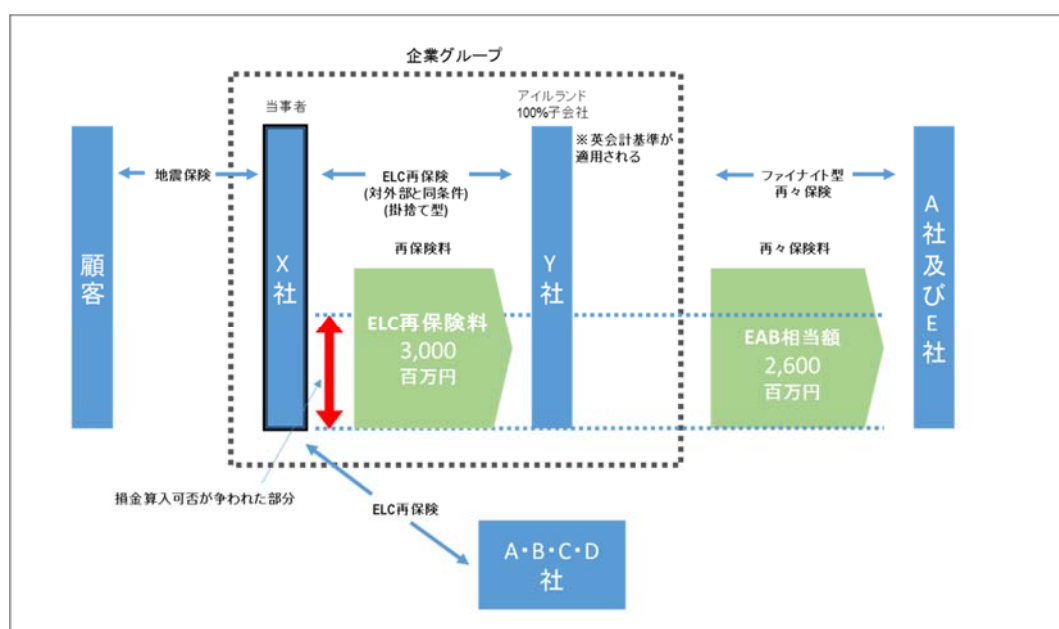 企業グループ
当事者
アイルランド
100%子会社
※英会計基準が
適用される
地震保険
ELC再保険
(対外部と同条件)
(掛捨て型)
ファイナイト型
再々保険
顧客
X社
再保険料
Y社
再々保険料
A社及びE社
ELC再保険料
3,000
百万円
EAB相当額
2,600
百万円
損金算入可否が争われた部分
ELC再保険
A・B・C・D
社